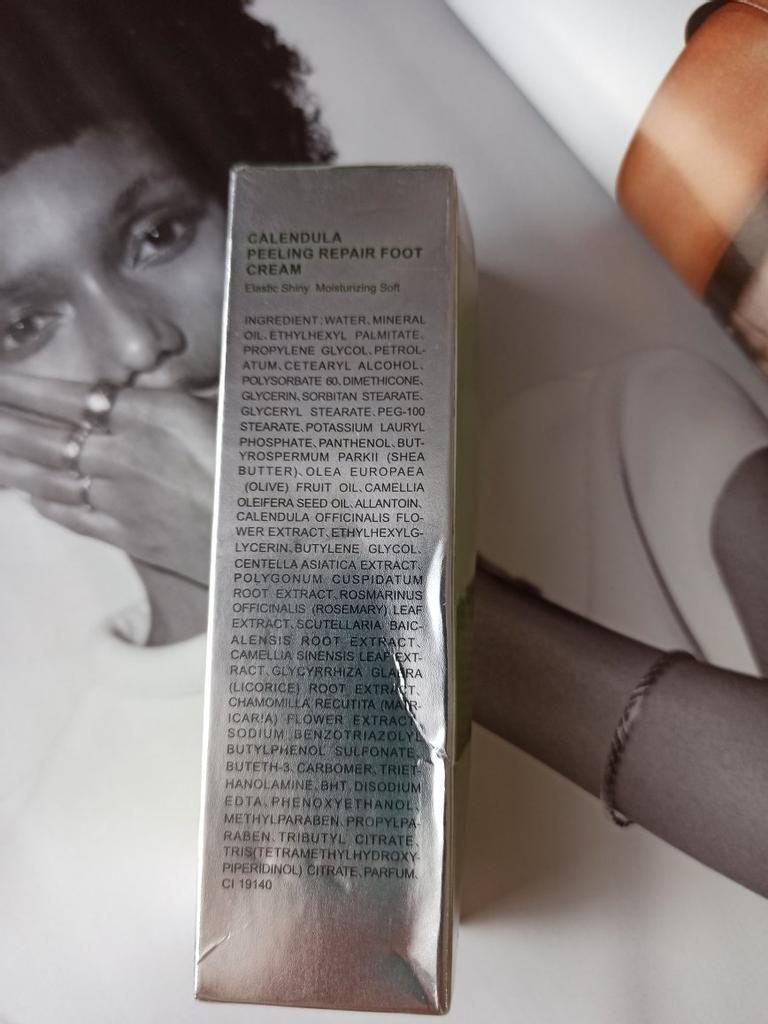 CALENDULA
PEELING REPAIR FOOT
CREAM
Elastic Shiny Moisturizing Soft
INGREDIENT: WATER、MINERAL
OIL、ETHYLHEXYL PALMITATE、
PROPYLENE GLYCOL、PETROL-
ATUM、CETEARYL ALCOHOL、
POLYSORBATE 60、DIMETHICONE、
GLYCERIN、SORBITAN STEARATE、
GLYCERYL STEARATE、PEG-100
STEARATE、POTASSIUM LAURYL
PHOSPHATE、PANTHENOL、BUT-
YROSPERMUM PARKII (SHEA
BUTTER)、OLEA EUROPAEA
(OLIVE) FRUIT OIL、CAMELLIA
OLEIFERA SEED OIL、ALLANTOIN、
CALENDULA OFFICINALIS FLO-
WER EXTRACT、ETHYLHEXYLG-
LYCERIN、BUTYLENE GLYCOL、
CENTELLA ASIATICA EXTRACT、
POLYGONUM CUSPIDATUM
ROOT EXTRACT、ROSMARINUS
OFFICINALIS (ROSEMARY) LEAF
EXTRACT、SCUTELLARIA BAIC-
ALENSIS ROOT EXTRACT、
CAMELLIA SINENSIS LEAF EXT-
RACT、GLYCYRRHIZA GLABRA
(LICORICE) ROOT EXTRACT、
CHAMOMILLA RECUTITA (MATR-
ICARIA) FLOWER EXTRACT、
SODIUM BENZOTRIAZOLYL
BUTYLPHENOL SULFONATE、
BUTETH-3、CARBOMER、TRIET-
HANOLAMINE、BHT、DISODIUM
EDTA、PHENOXYETHANOL、
METHYLPARABEN、PROPYLPA-
RABEN、TRIBUTYL CITRATE、
TRIS(TETRAMETHYLHYDROXY-
PIPERIDINOL) CITRATE、PARFUM、
CI 19140